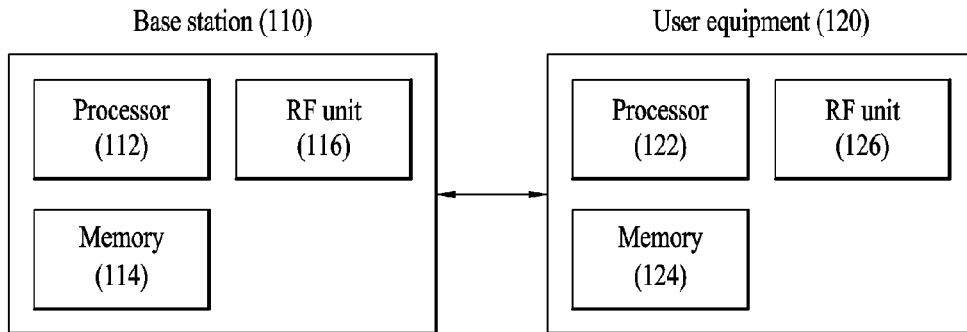 Base station (110)
Processor
(112)
RF unit
(116)
Memory
(114)
User equipment (120)
Processor
(122)
RF unit
(126)
Memory
(124)